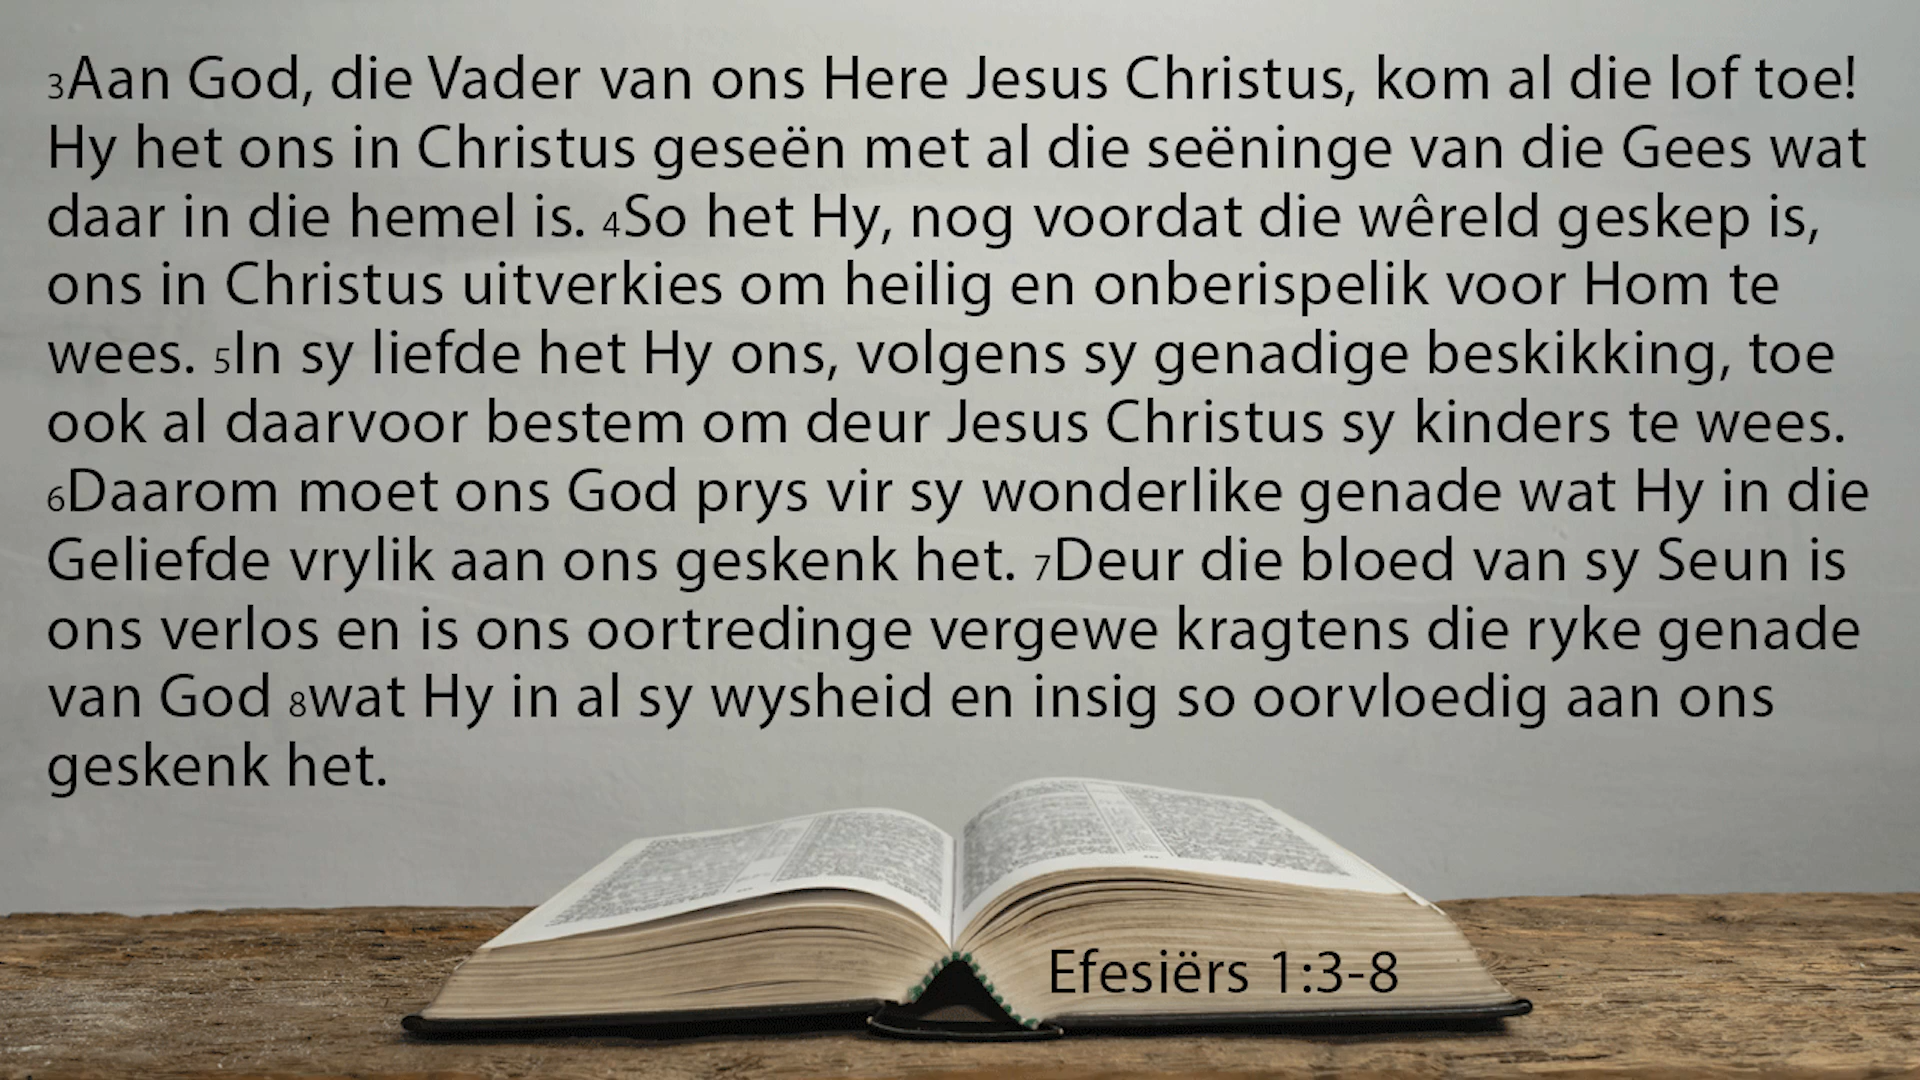 3Aan God, die Vader van ons Here Jesus Christus, kom al die lof toe!
Hy het ons in Christus geseën met al die seëninge van die Gees wat
daar in die hemel is. 4So het Hy, nog voordat die wêreld geskep is,
ons in Christus uitverkies om heilig en onberispelik voor Hom te
wees. 5In sy liefde het Hy ons, volgens sy genadige beskikking, toe
ook al daarvoor bestem om deur Jesus Christus sy kinders te wees.
6Daarom moet ons God prys vir sy wonderlike genade wat Hy in die
Geliefde vrylik aan ons geskenk het. 7Deur die bloed van sy Seun is
ons verlos en is ons oortredinge vergewe kragtens die ryke genade
van God 8wat Hy in al sy wysheid en insig so oorvloedig aan ons
geskenk het.
Efesiërs 1:3-8